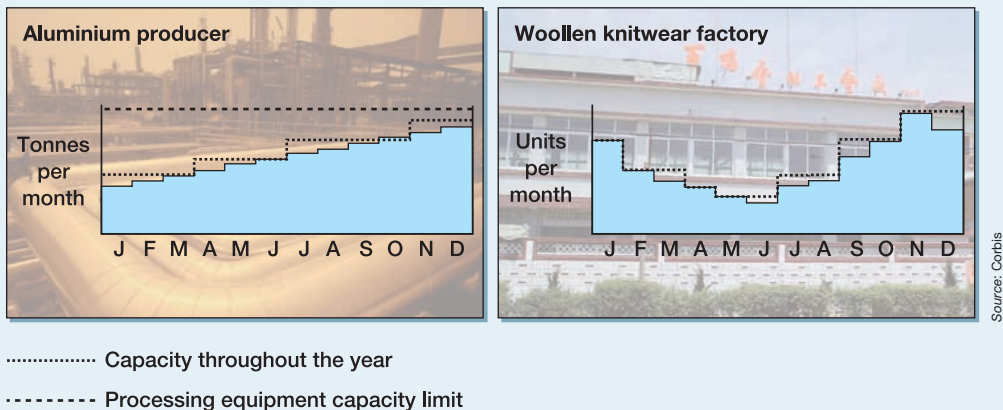 Aluminium producer
Tonnes
per
month
J F M A M J J A S O N D
Woollen knitwear factory
Units
per
month
J F M A M J J A S O N D
Source: Corbis
Capacity throughout the year
Processing equipment capacity limit